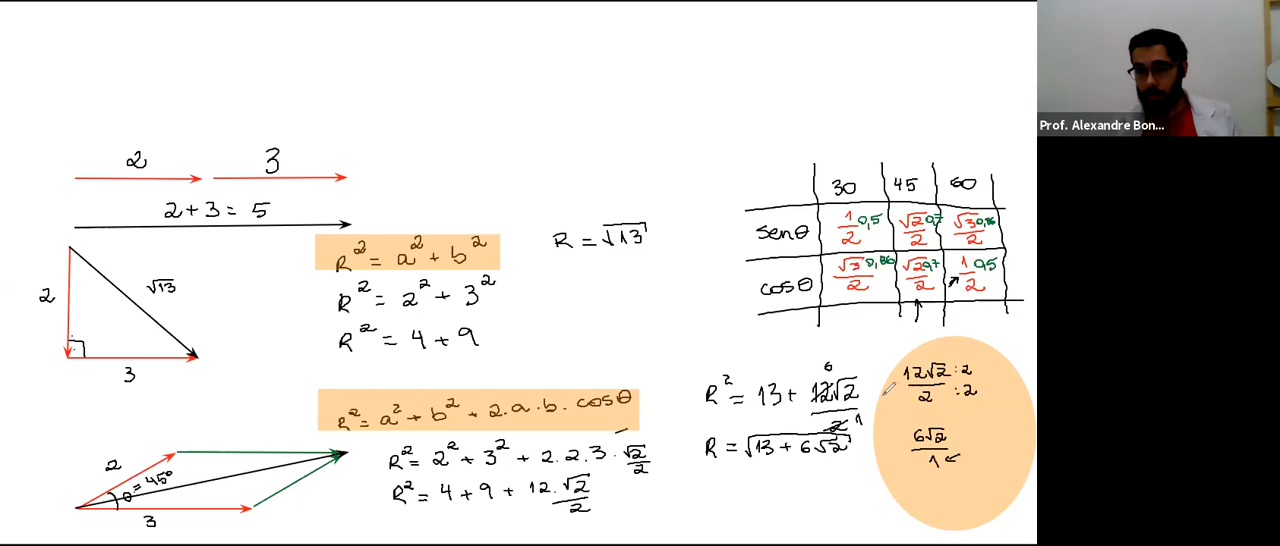 2 3
2 + 3 = 5
2
√13
3
R² = a² + b²
R² = 2² + 3²
R² = 4 + 9
R = √13
R² = a² + b² + 2.a.b. cosθ
R² = 2² + 3² + 2.2.3.√2/2
R² = 4 + 9 + 12.√2/2
2
θ = 45°
3
30 45 60
senθ 1/2 0,5 √2/2 0,7 √3/2 0,86
cosθ √3/2 0,86 √2/2 0,7 1/2 0,5
R² = 13 + 12√2/2 6 1
R = √13 + 6√2
12√2 : 2
2 : 2
6√2
1
Prof. Alexandre Bon...